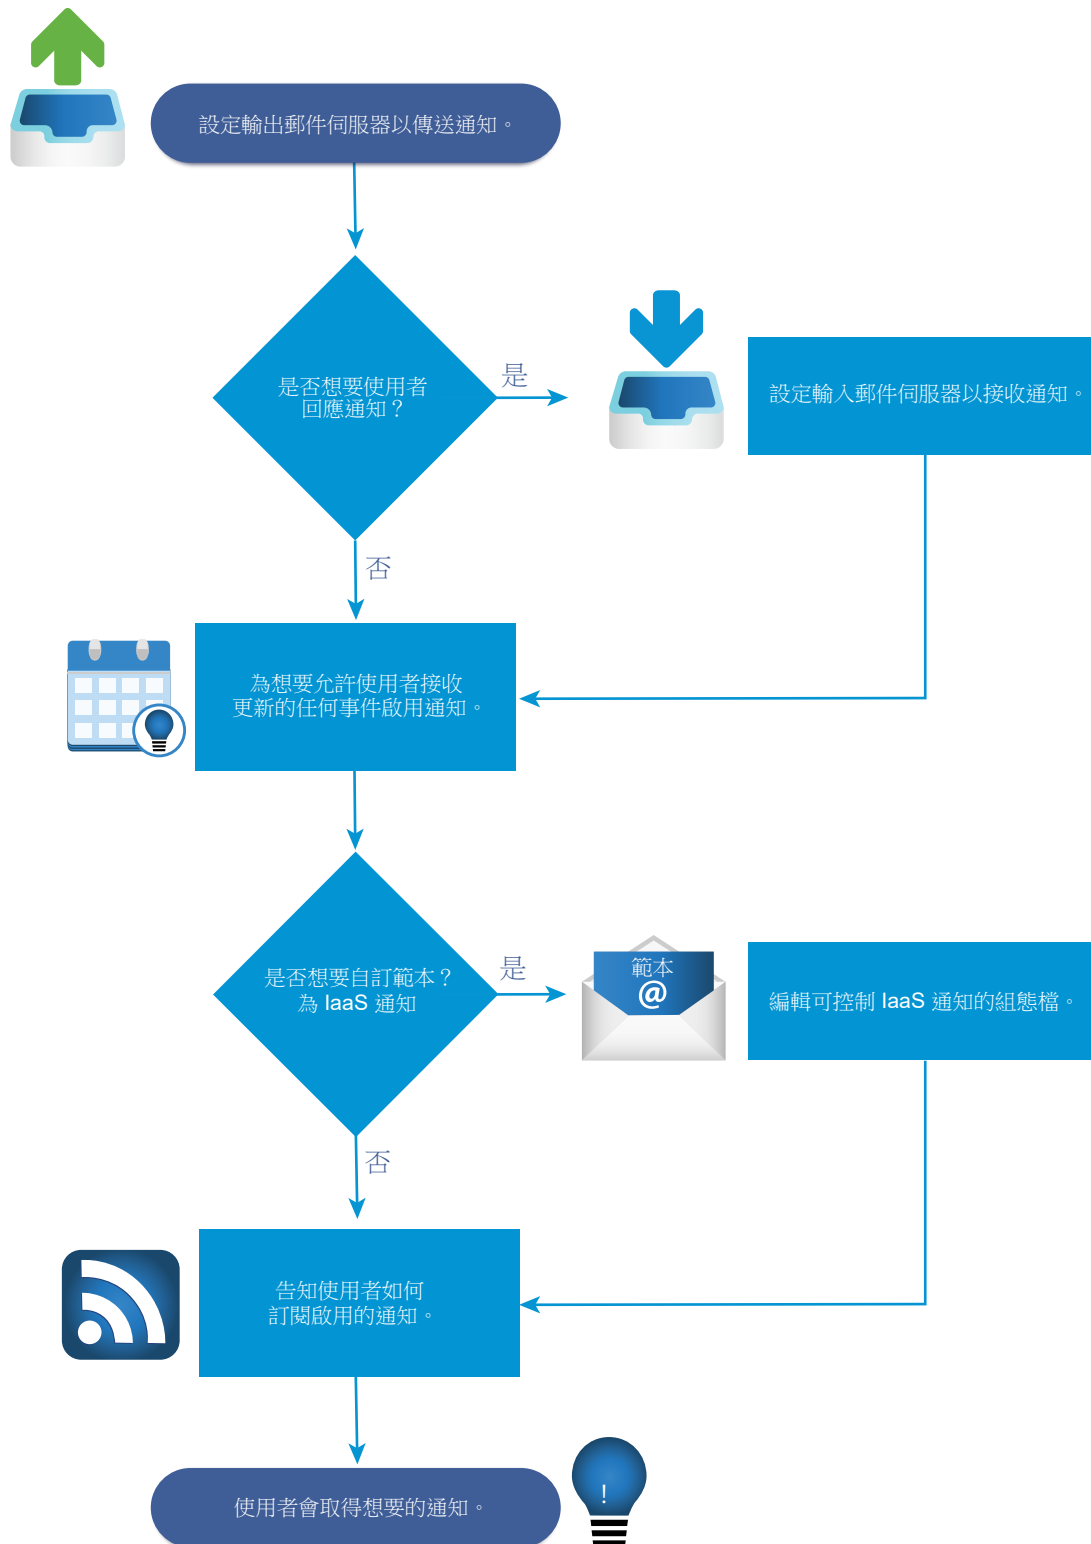 設定輸出郵件伺服器以傳送通知。
是否想要使用者
回應通知？
是
設定輸入郵件伺服器以接收通知。
否
為想要允許使用者接收
更新的任何事件啟用通知。
是否想要自訂範本？
為 IaaS 通知
是
範本
@
編輯可控制 IaaS 通知的組態檔。
否
告知使用者如何
訂閱啟用的通知。
使用者會取得想要的通知。
!